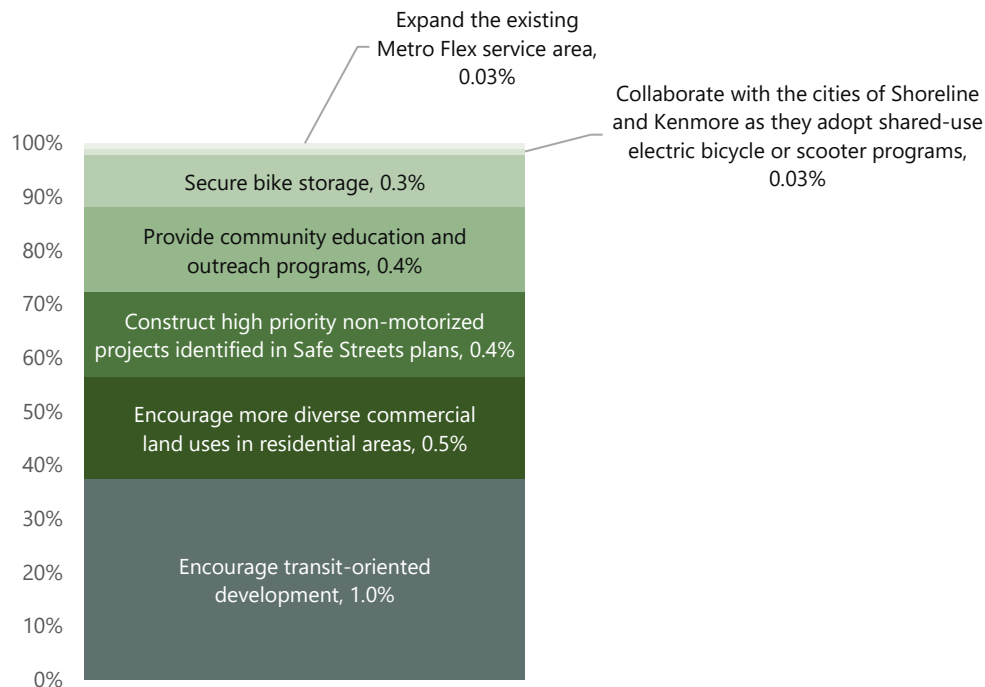 Expand the existing
Metro Flex service area,
0.03%
Collaborate with the cities of Shoreline
and Kenmore as they adopt shared-use
electric bicycle or scooter programs,
0.03%
100%
90%
80%
70%
60%
50%
40%
30%
20%
10%
0%
Secure bike storage, 0.3%
Provide community education and
outreach programs, 0.4%
Construct high priority non-motorized
projects identified in Safe Streets plans, 0.4%
Encourage more diverse commercial
land uses in residential areas, 0.5%
Encourage transit-oriented
development, 1.0%